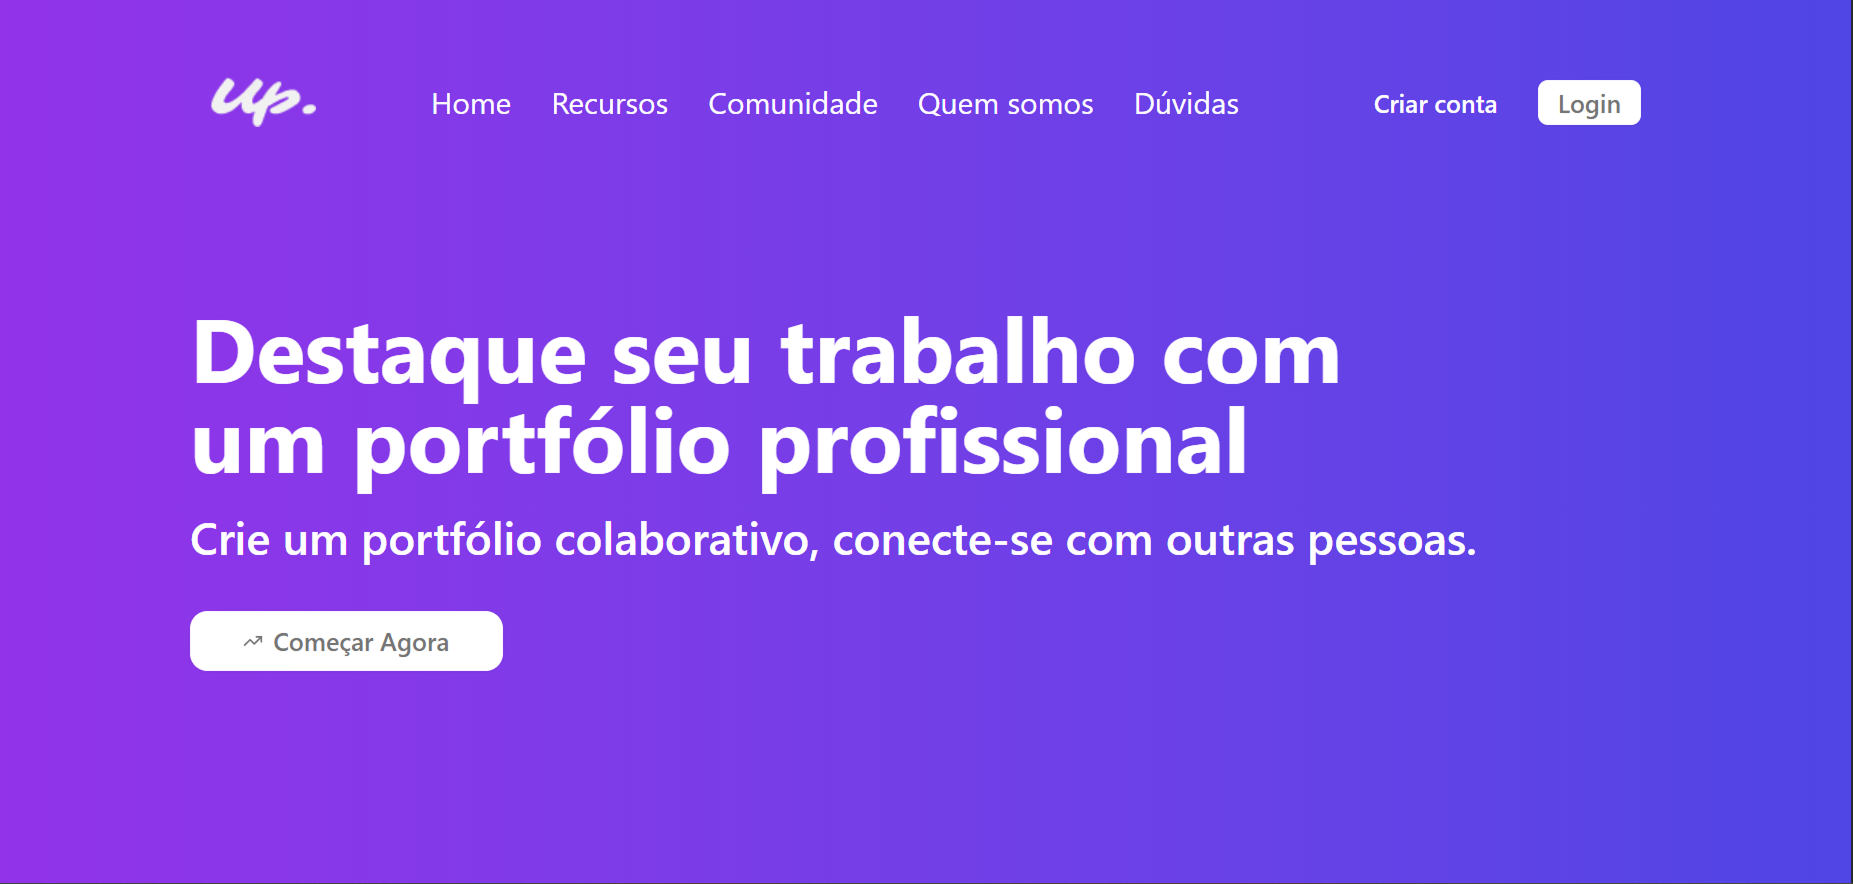 up.
Home Recursos Comunidade Quem somos Dúvidas Criar conta Login
Destaque seu trabalho com
um portfólio profissional
Crie um portfólio colaborativo, conecte-se com outras pessoas.
Começar Agora